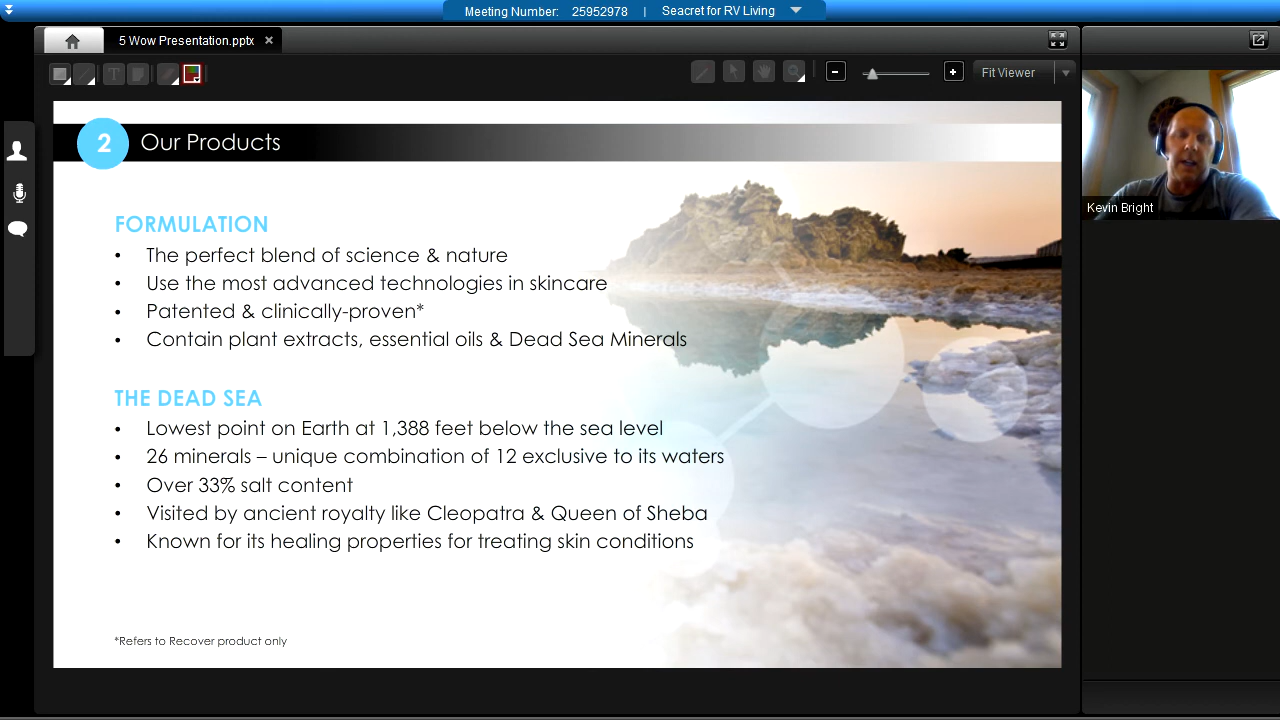 Meeting Number: 25952978 | Seacret for RV Living
5 Wow Presentation.pptx
T
Fit Viewer
2 Our Products
Kevin Bright
FORMULATION
• The perfect blend of science & nature
• Use the most advanced technologies in skincare
• Patented & clinically-proven*
• Contain plant extracts, essential oils & Dead Sea Minerals
THE DEAD SEA
• Lowest point on Earth at 1,388 feet below the sea level
• 26 minerals – unique combination of 12 exclusive to its waters
• Over 33% salt content
• Visited by ancient royalty like Cleopatra & Queen of Sheba
• Known for its healing properties for treating skin conditions
*Refers to Recover product only